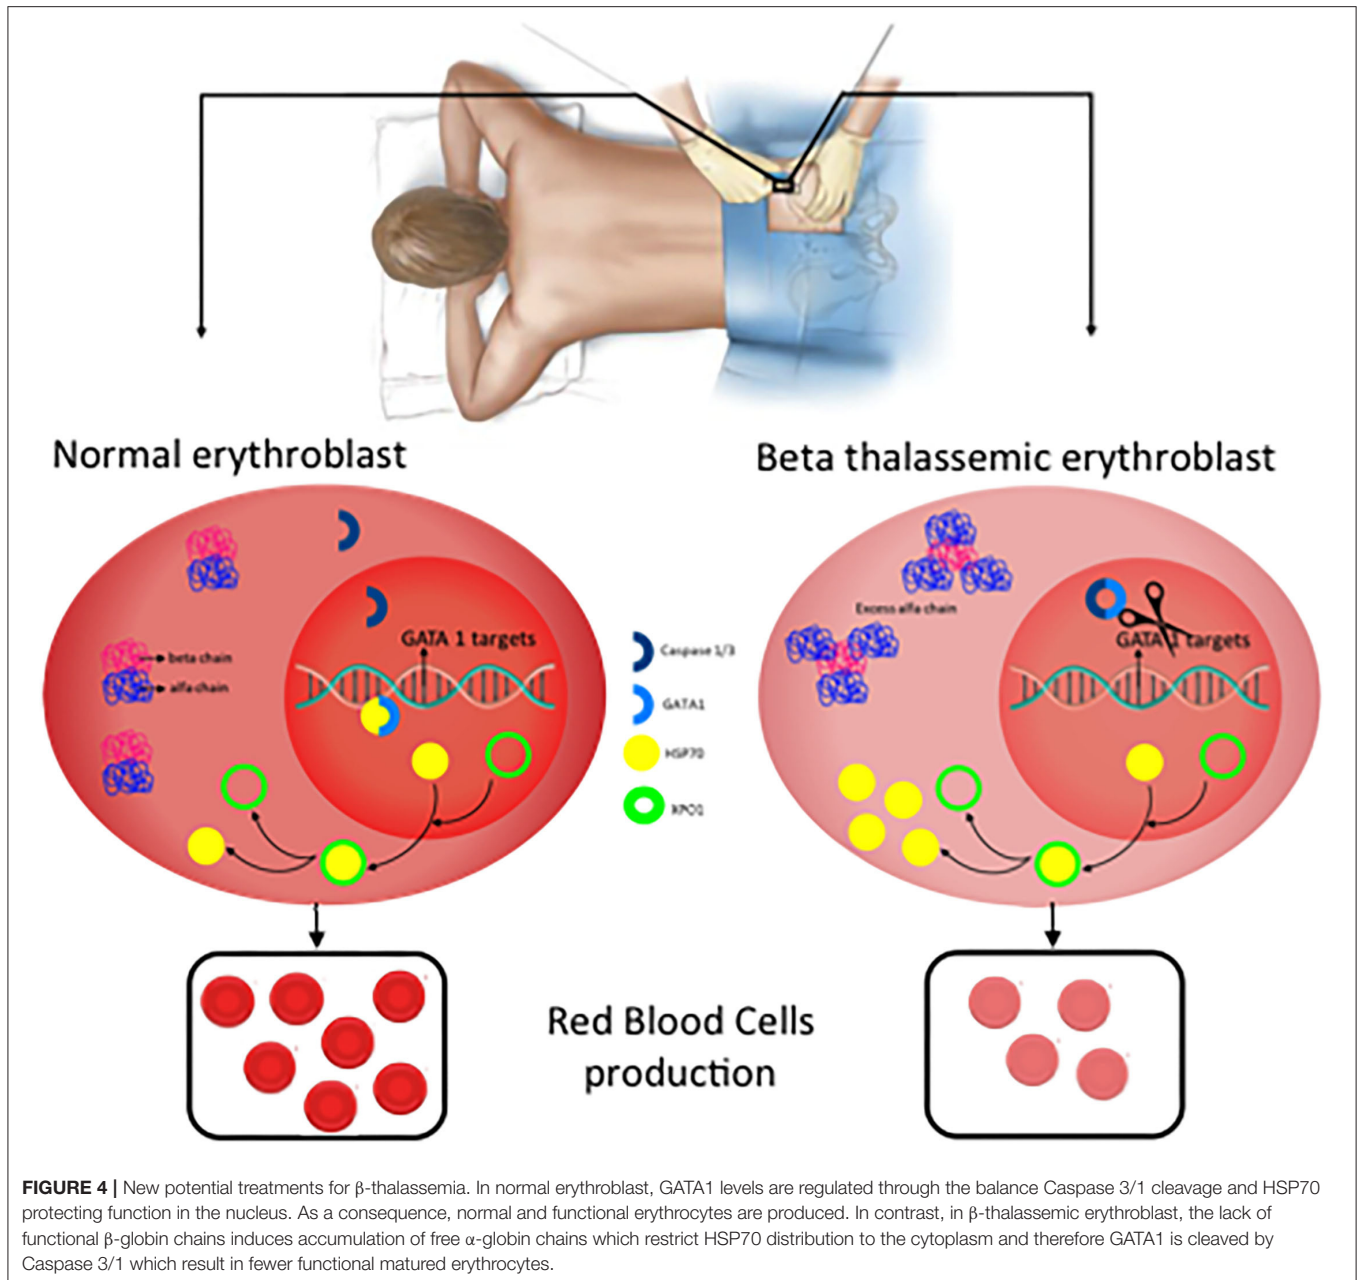 Normal erythroblast
Beta thalassemic erythroblast
Excess alfa chain
GATA 1 targets
beta chain
alfa chain
Caspase 1/3
GATA1
HSP70
XPO1
GATA 1 targets
Red Blood Cells
production
FIGURE 4 | New potential treatments for β-thalassemia. In normal erythroblast, GATA1 levels are regulated through the balance Caspase 3/1 cleavage and HSP70
protecting function in the nucleus. As a consequence, normal and functional erythrocytes are produced. In contrast, in β-thalassemic erythroblast, the lack of
functional β-globin chains induces accumulation of free α-globin chains which restrict HSP70 distribution to the cytoplasm and therefore GATA1 is cleaved by
Caspase 3/1 which result in fewer functional matured erythrocytes.